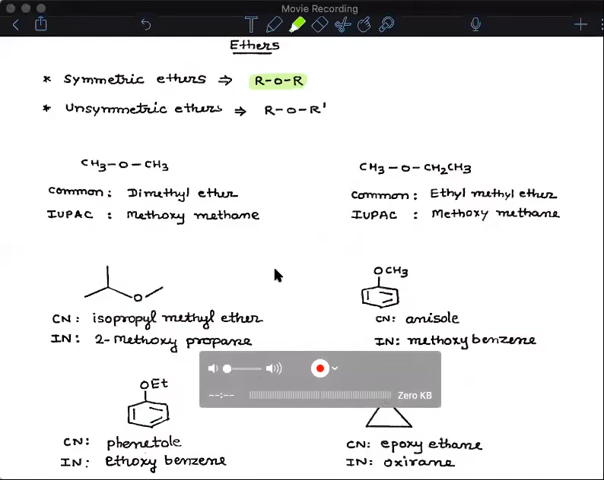 Movie Recording
Ethers
* Symmetric ethers ⇒ R-O-R
* Unsymmetric ethers ⇒ R-O-R'
CH3-O-CH3
Common: Dimethyl ether
IUPAC : Methoxy methane
CH3-O-CH2CH3
Common: Ethyl methyl ether
IUPAC : Methoxy methane
O
CN: isopropyl methyl ether
IN: 2-Methoxy propane
OCH3
CN: anisole
IN: methoxybenzene
Zero KB
--:--
OEt
CN: phenetole
IN: Ethoxy benzene
CN: epoxy ethane
IN: oxirane